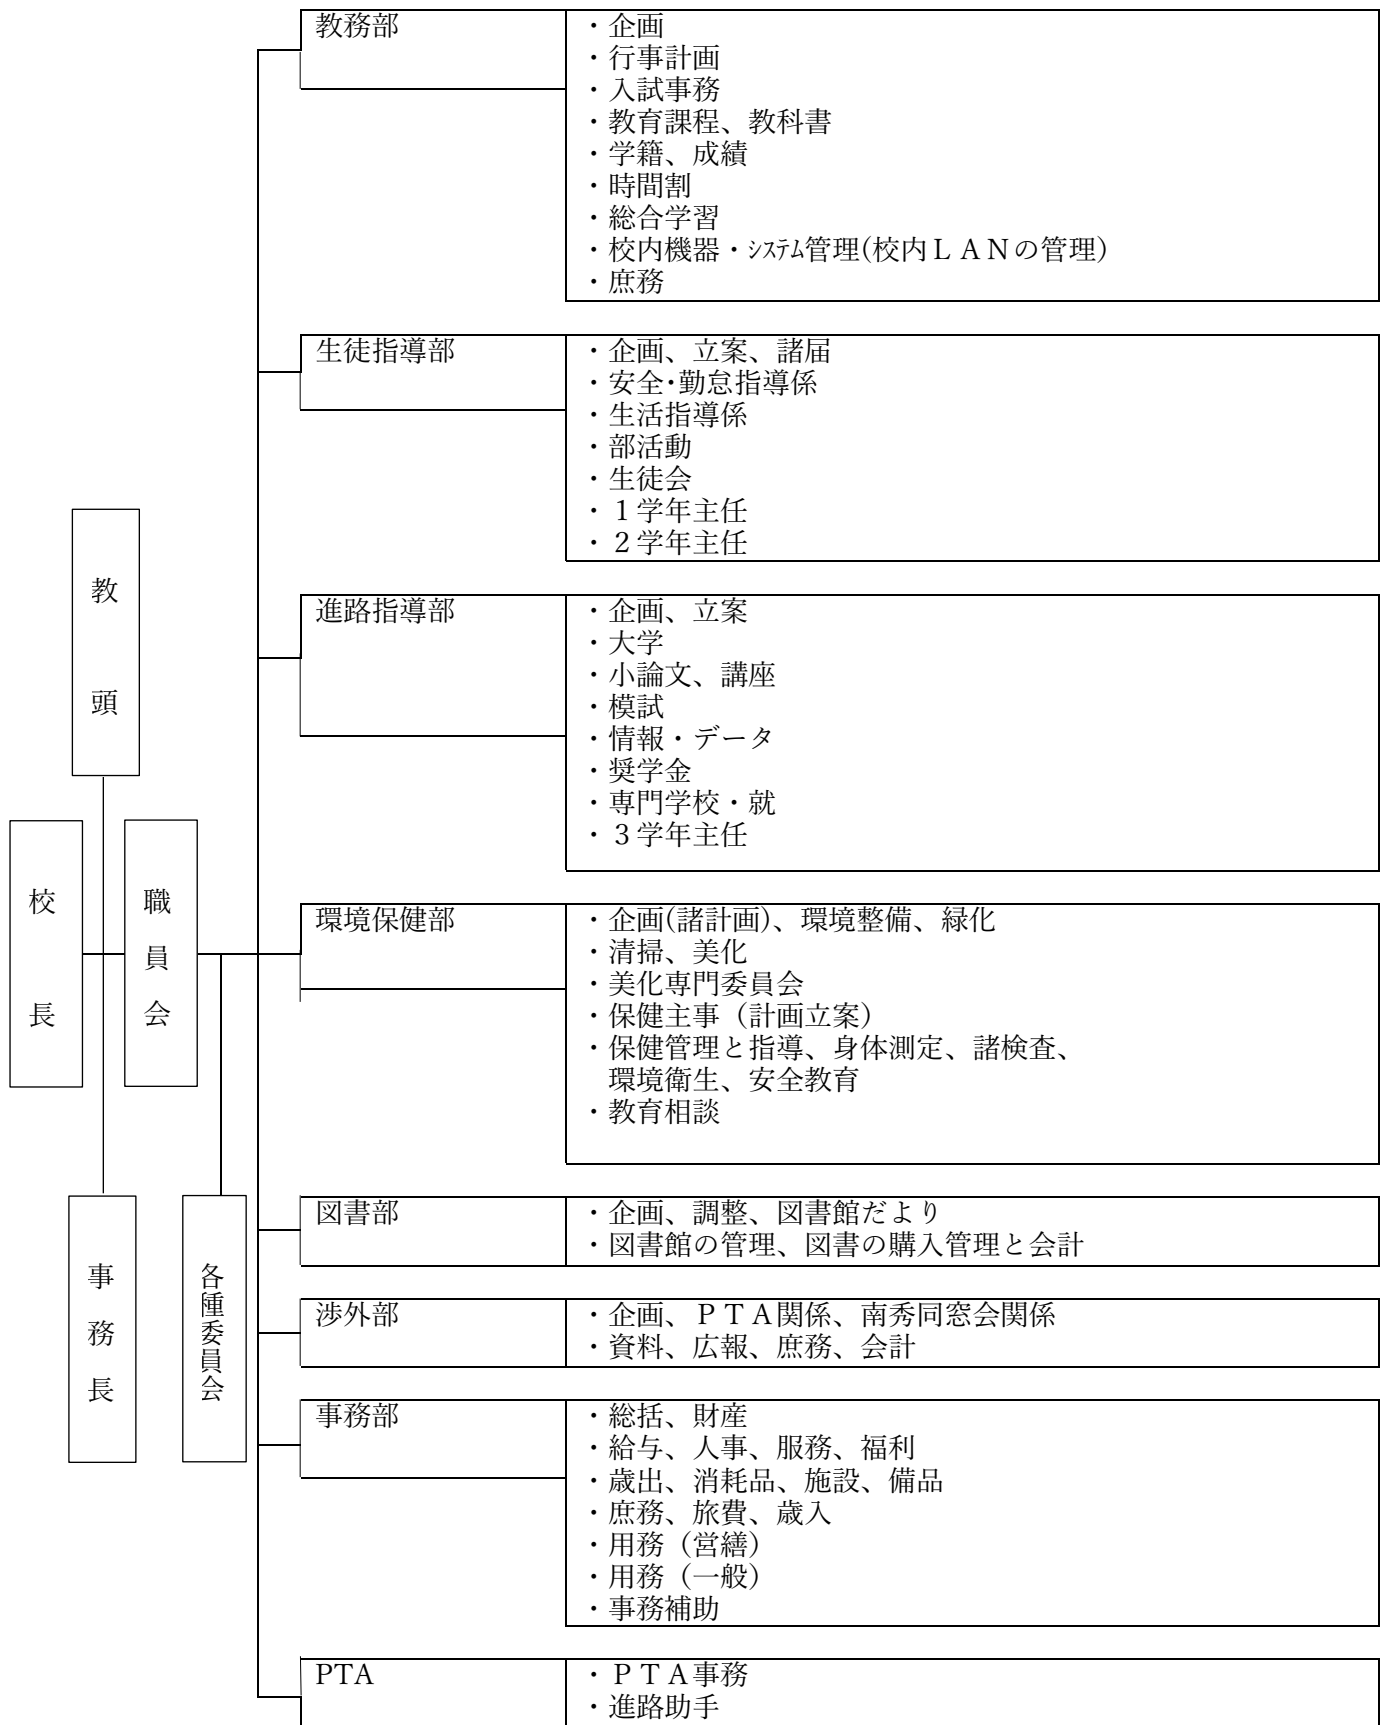 教務部
・企画
・行事計画
・入試事務
・教育課程、教科書
・学籍、成績
・時間割
・総合学習
・校内機器・ｼｽﾃﾑ管理(校内ＬＡＮの管理)
・庶務
生徒指導部
・企画、立案、諸届
・安全･勤怠指導係
・生活指導係
・部活動
・生徒会
・１学年主任
・２学年主任
進路指導部
・企画、立案
・大学
・小論文、講座
・模試
・情報・データ
・奨学金
・専門学校・就
・３学年主任
教頭
校長
職員会
環境保健部
・企画(諸計画)、環境整備、緑化
・清掃、美化
・美化専門委員会
・保健主事（計画立案）
・保健管理と指導、身体測定、諸検査、
環境衛生、安全教育
・教育相談
事務長
各種委員会
図書部
・企画、調整、図書館だより
・図書館の管理、図書の購入管理と会計
渉外部
・企画、ＰＴＡ関係、南秀同窓会関係
・資料、広報、庶務、会計
事務部
・総括、財産
・給与、人事、服務、福利
・歳出、消耗品、施設、備品
・庶務、旅費、歳入
・用務（営繕）
・用務（一般）
・事務補助
PTA
・ＰＴＡ事務
・進路助手